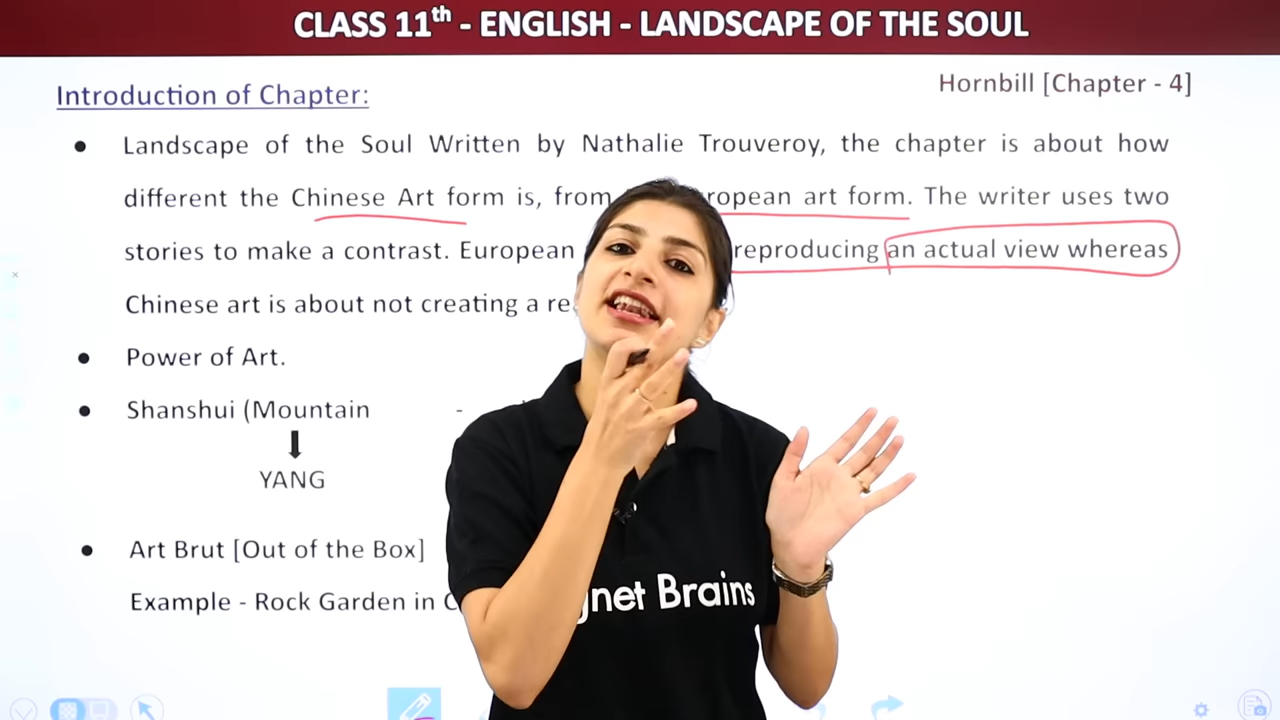 CLASS 11th - ENGLISH - LANDSCAPE OF THE SOUL
Hornbill [Chapter - 4]
Introduction of Chapter:
Landscape of the Soul Written by Nathalie Trouveroy, the chapter is about how
different the Chinese Art form is, from art form. The writer uses two
stories to make a contrast. European reproducing an actual view whereas
Chinese art is about not creating a
Power of Art.
Shanshui (Mountain -
YANG
Art Brut [Out of the Box]
Example - Rock Garden in
Brains